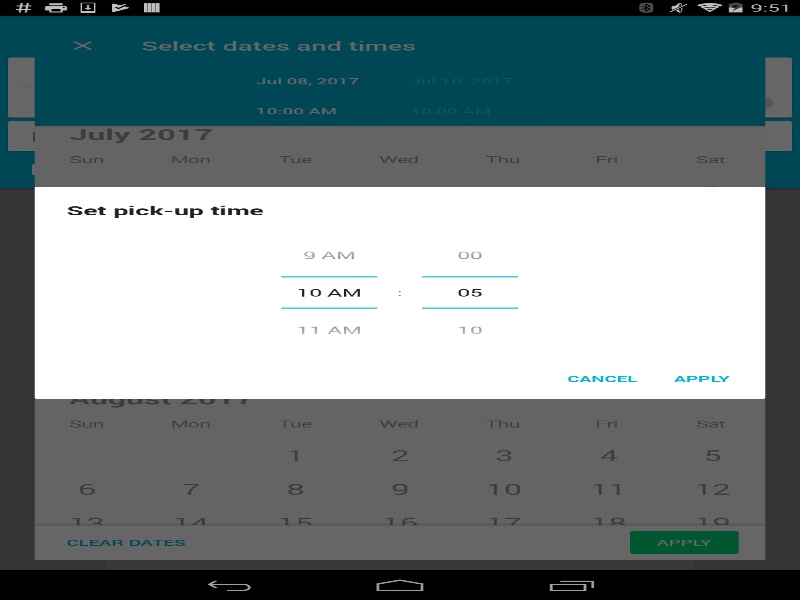 9:51
Select dates and times
Jul 08, 2017 Jul 10, 2017
10:00 AM 10:00 AM
July 2017
Sun Mon Tue Wed Thu Fri Sat
Set pick-up time
9 AM 00
10 AM : 05
11 AM 10
CANCEL APPLY
August 2017
Sun Mon Tue Wed Thu Fri Sat
1 2 3 4 5
6 7 8 9 10 11 12
13 14 15 16 17 18 19
CLEAR DATES APPLY